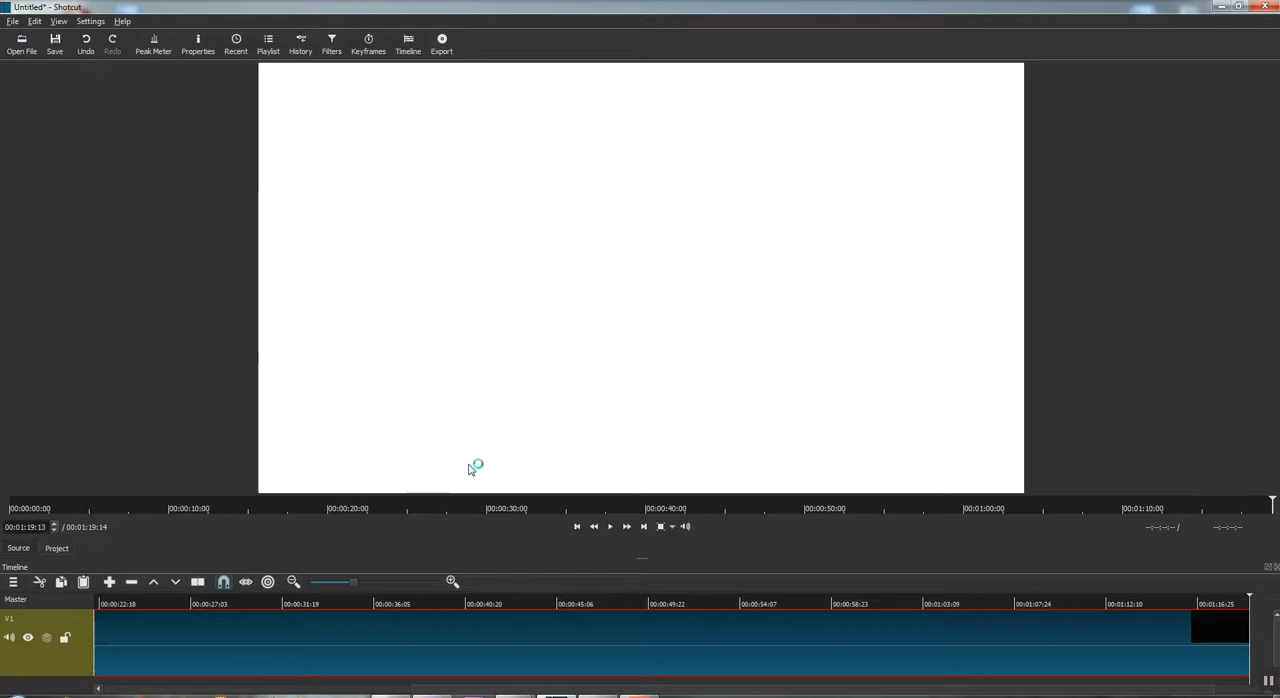 Untitled* - Shotcut
File Edit View Settings Help
Open File Save Undo Redo Peak Meter Properties Recent Playlist History Filters Keyframes Timeline Export
|00:00:00:00 |00:00:10:00 |00:00:20:00 |00:00:30:00 |00:00:40:00 |00:00:50:00 |00:01:00:00 |00:01:10:00
00:01:19:13 / 00:01:19:14 --:--:--:-- / --:--:--:--
Source Project
Timeline
Master 00:00:22:18 00:00:27:03 00:00:31:19 00:00:36:05 00:00:40:20 00:00:45:06 00:00:49:22 00:00:54:07 00:00:58:23 00:01:03:09 00:01:07:24 00:01:12:10 00:01:16:25
V1